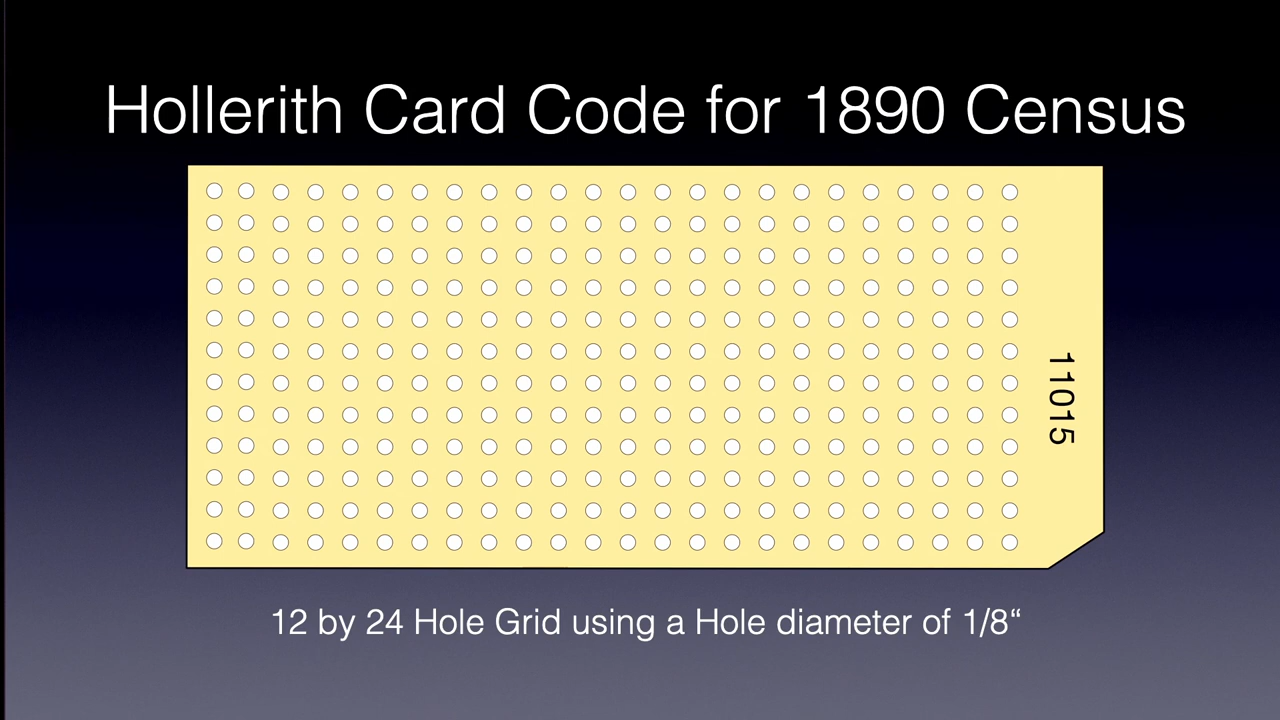 Hollerith Card Code for 1890 Census
11015
12 by 24 Hole Grid using a Hole diameter of 1/8“